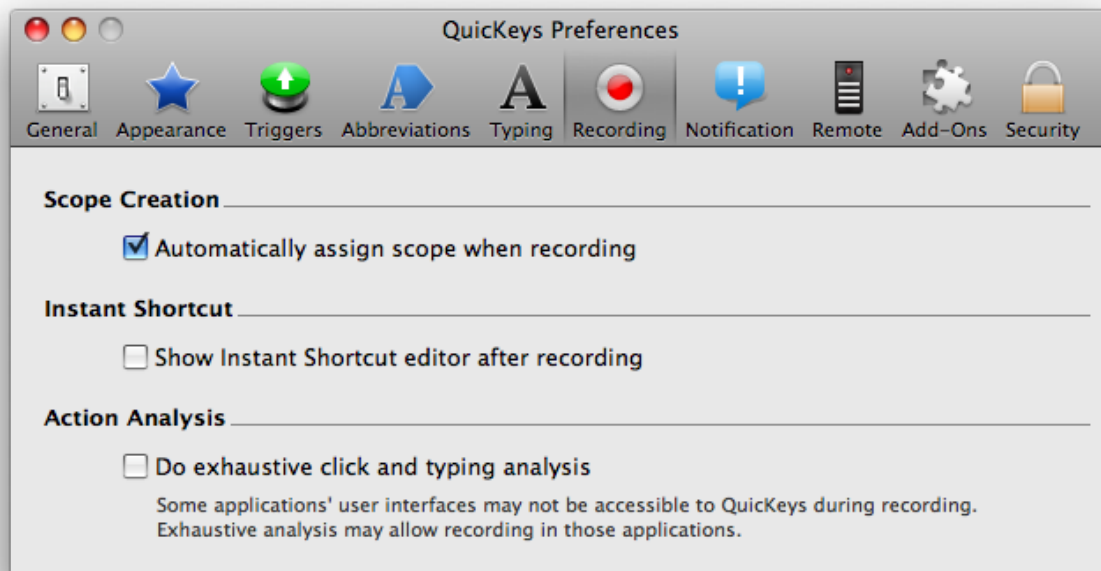 QuicKeys Preferences
General Appearance Triggers Abbreviations Typing Recording Notification Remote Add-Ons Security
Scope Creation
Automatically assign scope when recording
Instant Shortcut
Show Instant Shortcut editor after recording
Action Analysis
Do exhaustive click and typing analysis
Some applications' user interfaces may not be accessible to QuicKeys during recording.
Exhaustive analysis may allow recording in those applications.